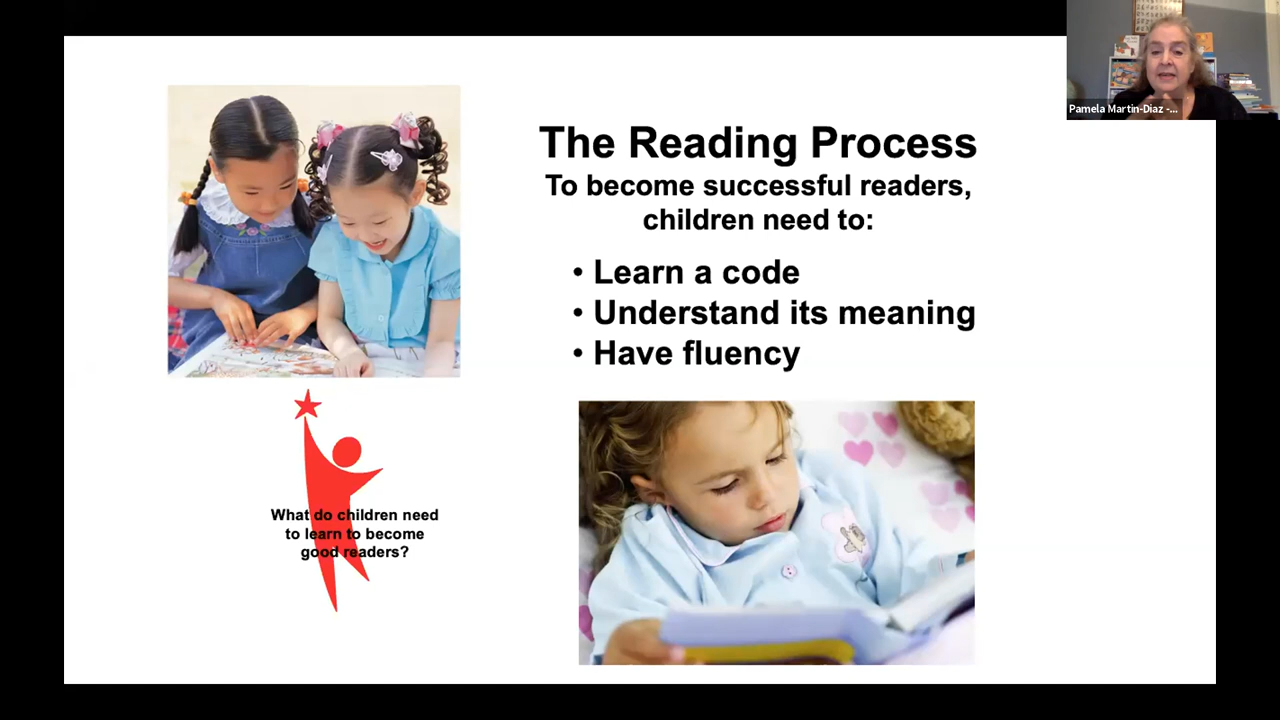 Pamela Martin-Diaz -...
The Reading Process
To become successful readers,
children need to:
• Learn a code
• Understand its meaning
• Have fluency
What do children need
to learn to become
good readers?